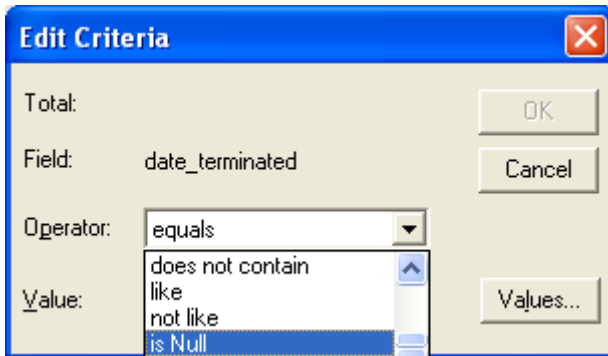 Edit Criteria
Total:
OK
Field: date_terminated
Cancel
Operator: equals
does not contain
like
Value:
not like
Values...
is Null